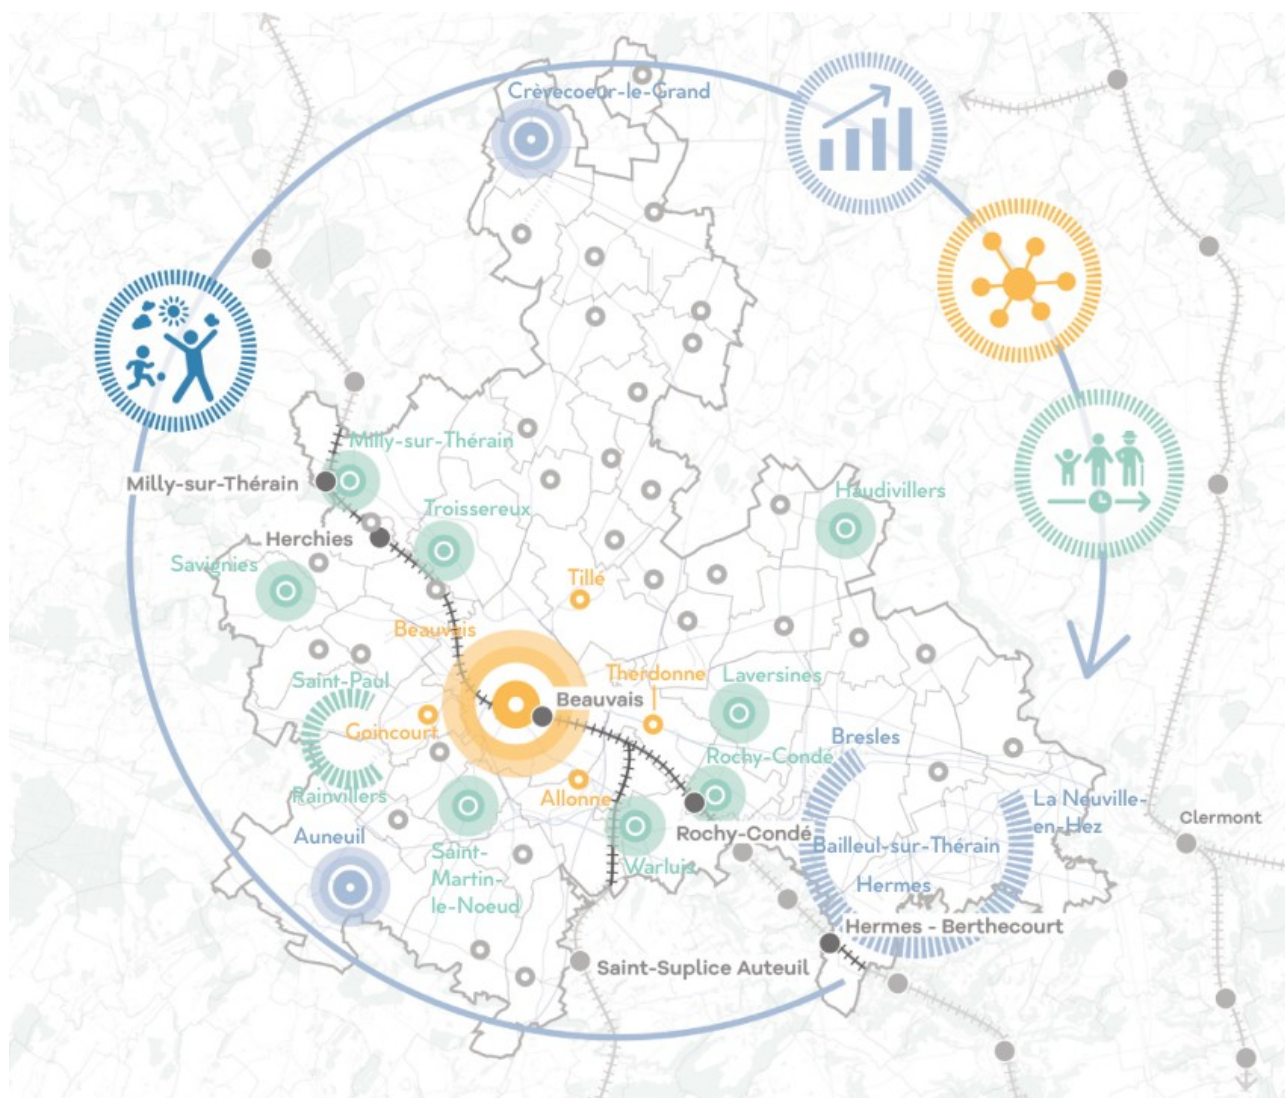 Crèvecoeur-le-Grand
Milly-sur-Thérain
Milly-sur-Thérain
Troissereux
Haudivillers
Herchies
Savignies
Tillé
Beauvais
Therdonne
Laversines
Saint-Paul
Beauvais
Goincourt
Bresles
Rochy-Condé
Rainvillers
Allonne
La Neuville-
en-Hez
Clermont
Auneuil
Rochy-Condé
Bailleul-sur-Thérain
Saint-
Martin-
le-Noeud
Warluis
Hermes
Hermes - Berthecourt
Saint-Suplice Auteuil